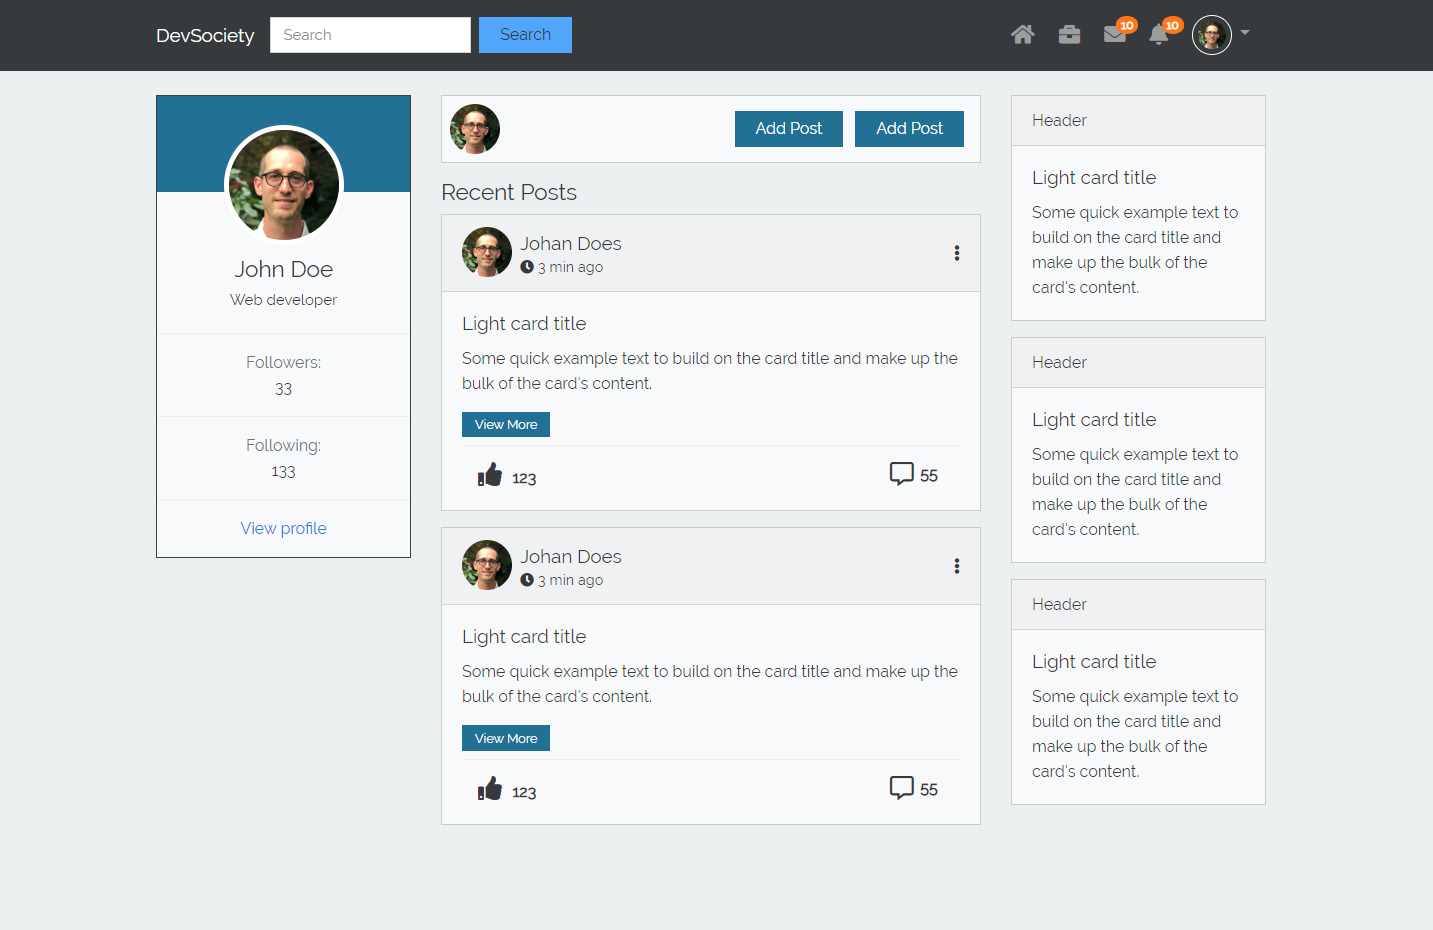 DevSociety
Search
Search
10
10
John Doe
Web developer
Followers:
33
Following:
133
View profile
Add Post
Add Post
Recent Posts
Johan Does
3 min ago
Light card title
Some quick example text to build on the card title and make up the
bulk of the card's content.
View More
123
55
Johan Does
3 min ago
Light card title
Some quick example text to build on the card title and make up the
bulk of the card's content.
View More
123
55
Header
Light card title
Some quick example text to
build on the card title and
make up the bulk of the
card's content.
Header
Light card title
Some quick example text to
build on the card title and
make up the bulk of the
card's content.
Header
Light card title
Some quick example text to
build on the card title and
make up the bulk of the
card's content.